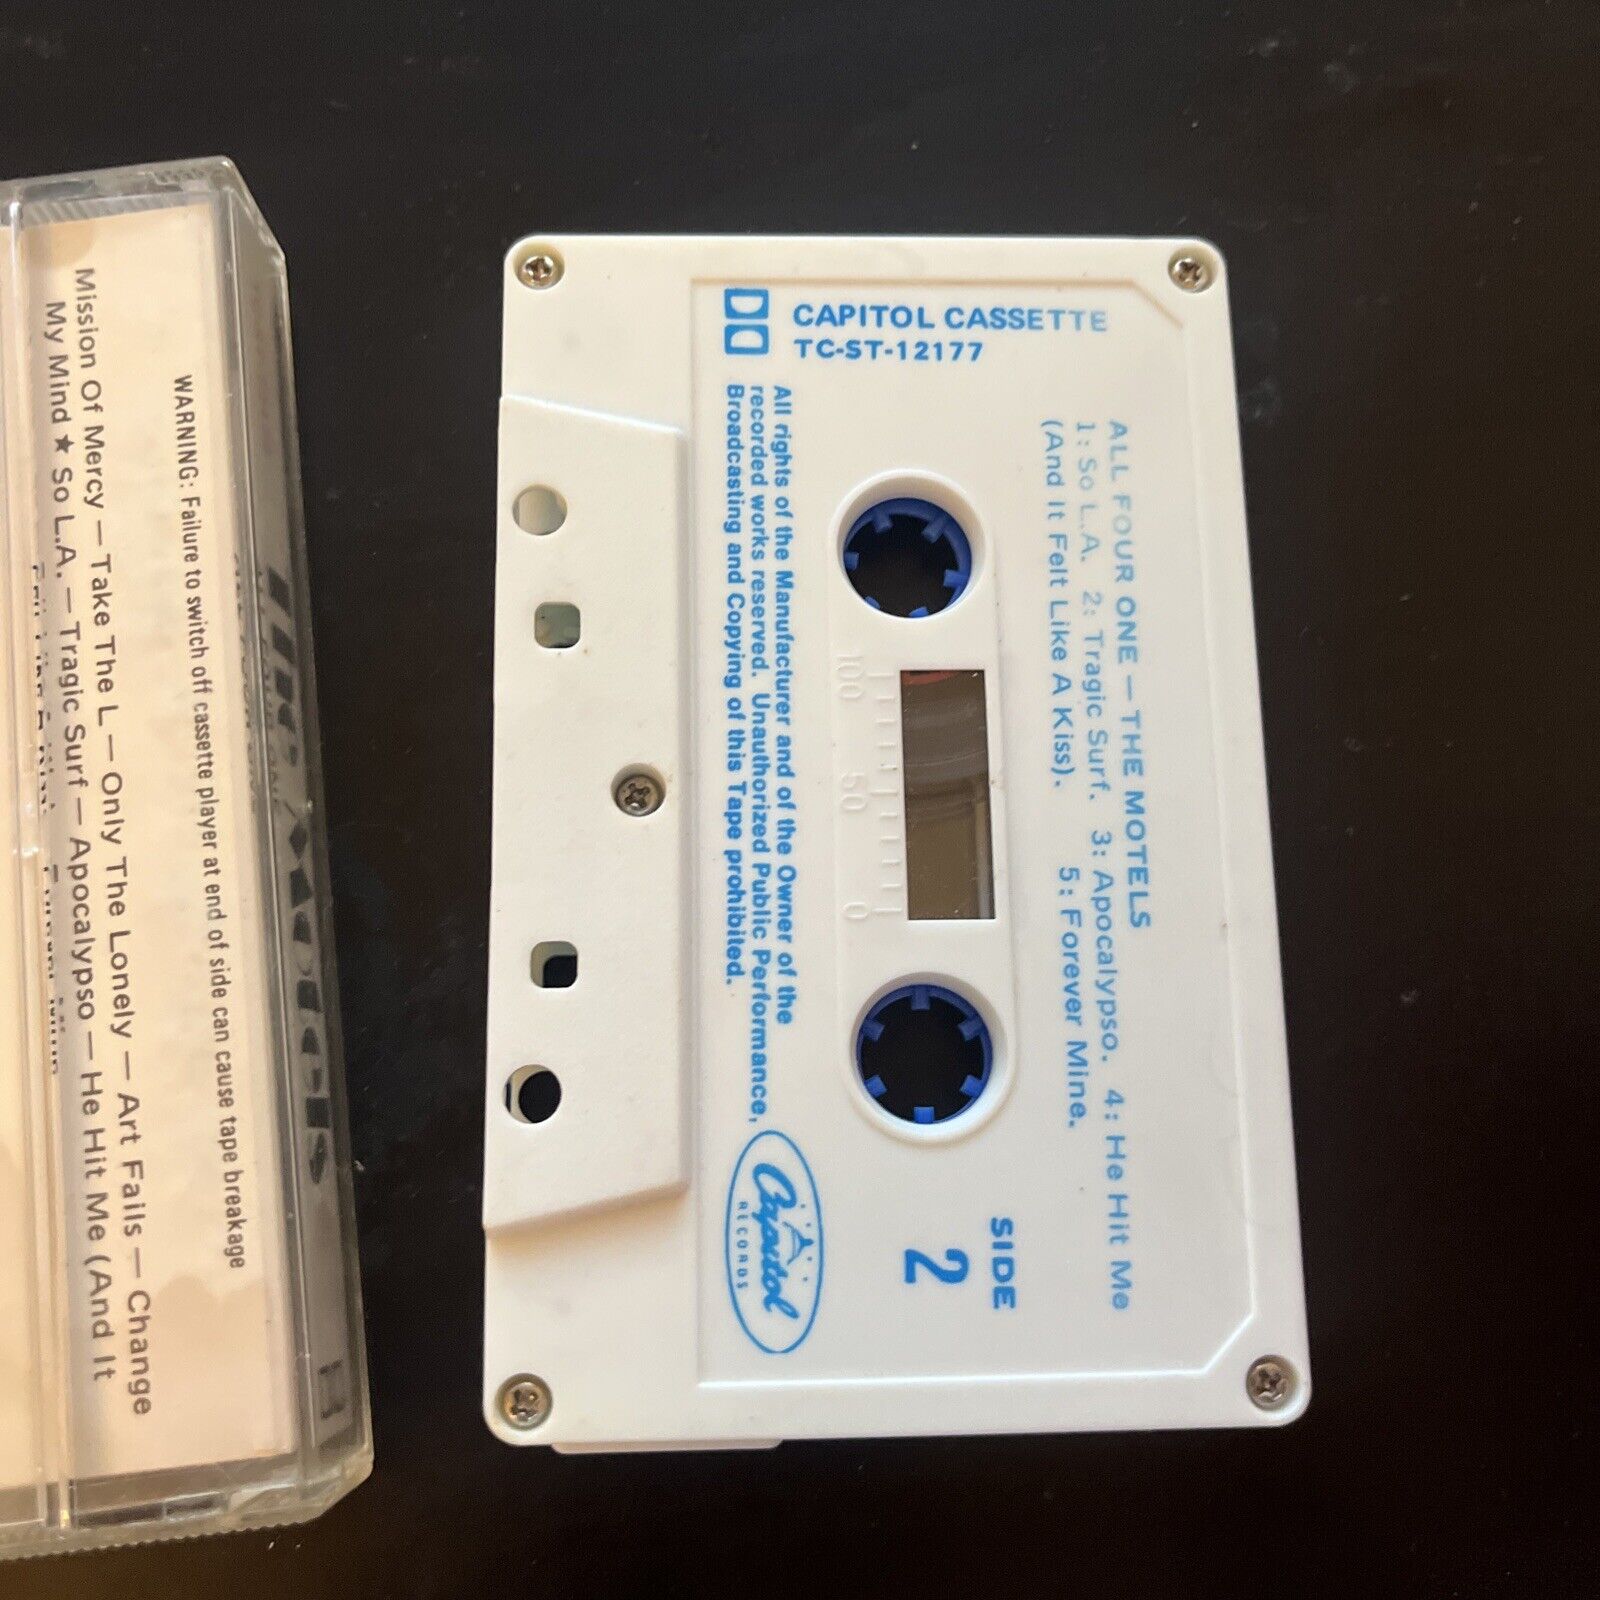 Mission Of Mercy — Take The L — Only The Lonely — Art Fails — Change
My Mind ★ So L.A. — Tragic Surf — Apocalypso — He Hit Me (And It
WARNING: Failure to switch off cassette player at end of side can cause tape breakage
CAPITOL CASSETTE
TC-ST-12177
ALL FOUR ONE — THE MOTELS
1: So L.A. 2: Tragic Surf. 3: Apocalypso. 4: He Hit Me
(And It Felt Like A Kiss). 5: Forever Mine.
SIDE
2
100 50 0
All rights of the Manufacturer and of the Owner of the
recorded works reserved. Unauthorized Public Performance,
Broadcasting and Copying of this Tape prohibited.
Capitol
RECORDS